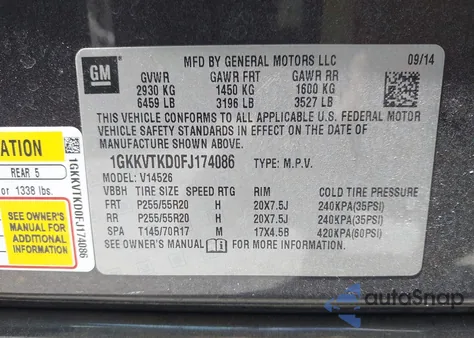 GM
MFD BY GENERAL MOTORS LLC 09/14
GVWR GAWR FRT GAWR RR
2930 KG 1450 KG 1600 KG
6459 LB 3196 LB 3527 LB
THIS VEHICLE CONFORMS TO ALL APPLICABLE U.S. FEDERAL MOTOR
VEHICLE SAFETY STANDARDS IN EFFECT ON THE DATE OF
MANUFACTURE SHOWN ABOVE.
1GKKVTKD0FJ174086 TYPE: M.P.V.
MODEL: V14526
VBBH TIRE SIZE SPEED RTG RIM COLD TIRE PRESSURE
FRT P255/55R20 H 20X7.5J 240KPA(35PSI)
RR P255/55R20 H 20X7.5J 240KPA(35PSI)
SPA T145/70R17 M 17X4.5B 420KPA(60PSI)
SEE OWNER'S MANUAL FOR MORE INFORMATION.
ATION
REAR 5
or 1338 lbs.
SEE OWNER'S
MANUAL FOR
ADDITIONAL
INFORMATION
1GKKVTKD0FJ174086
autoSnap